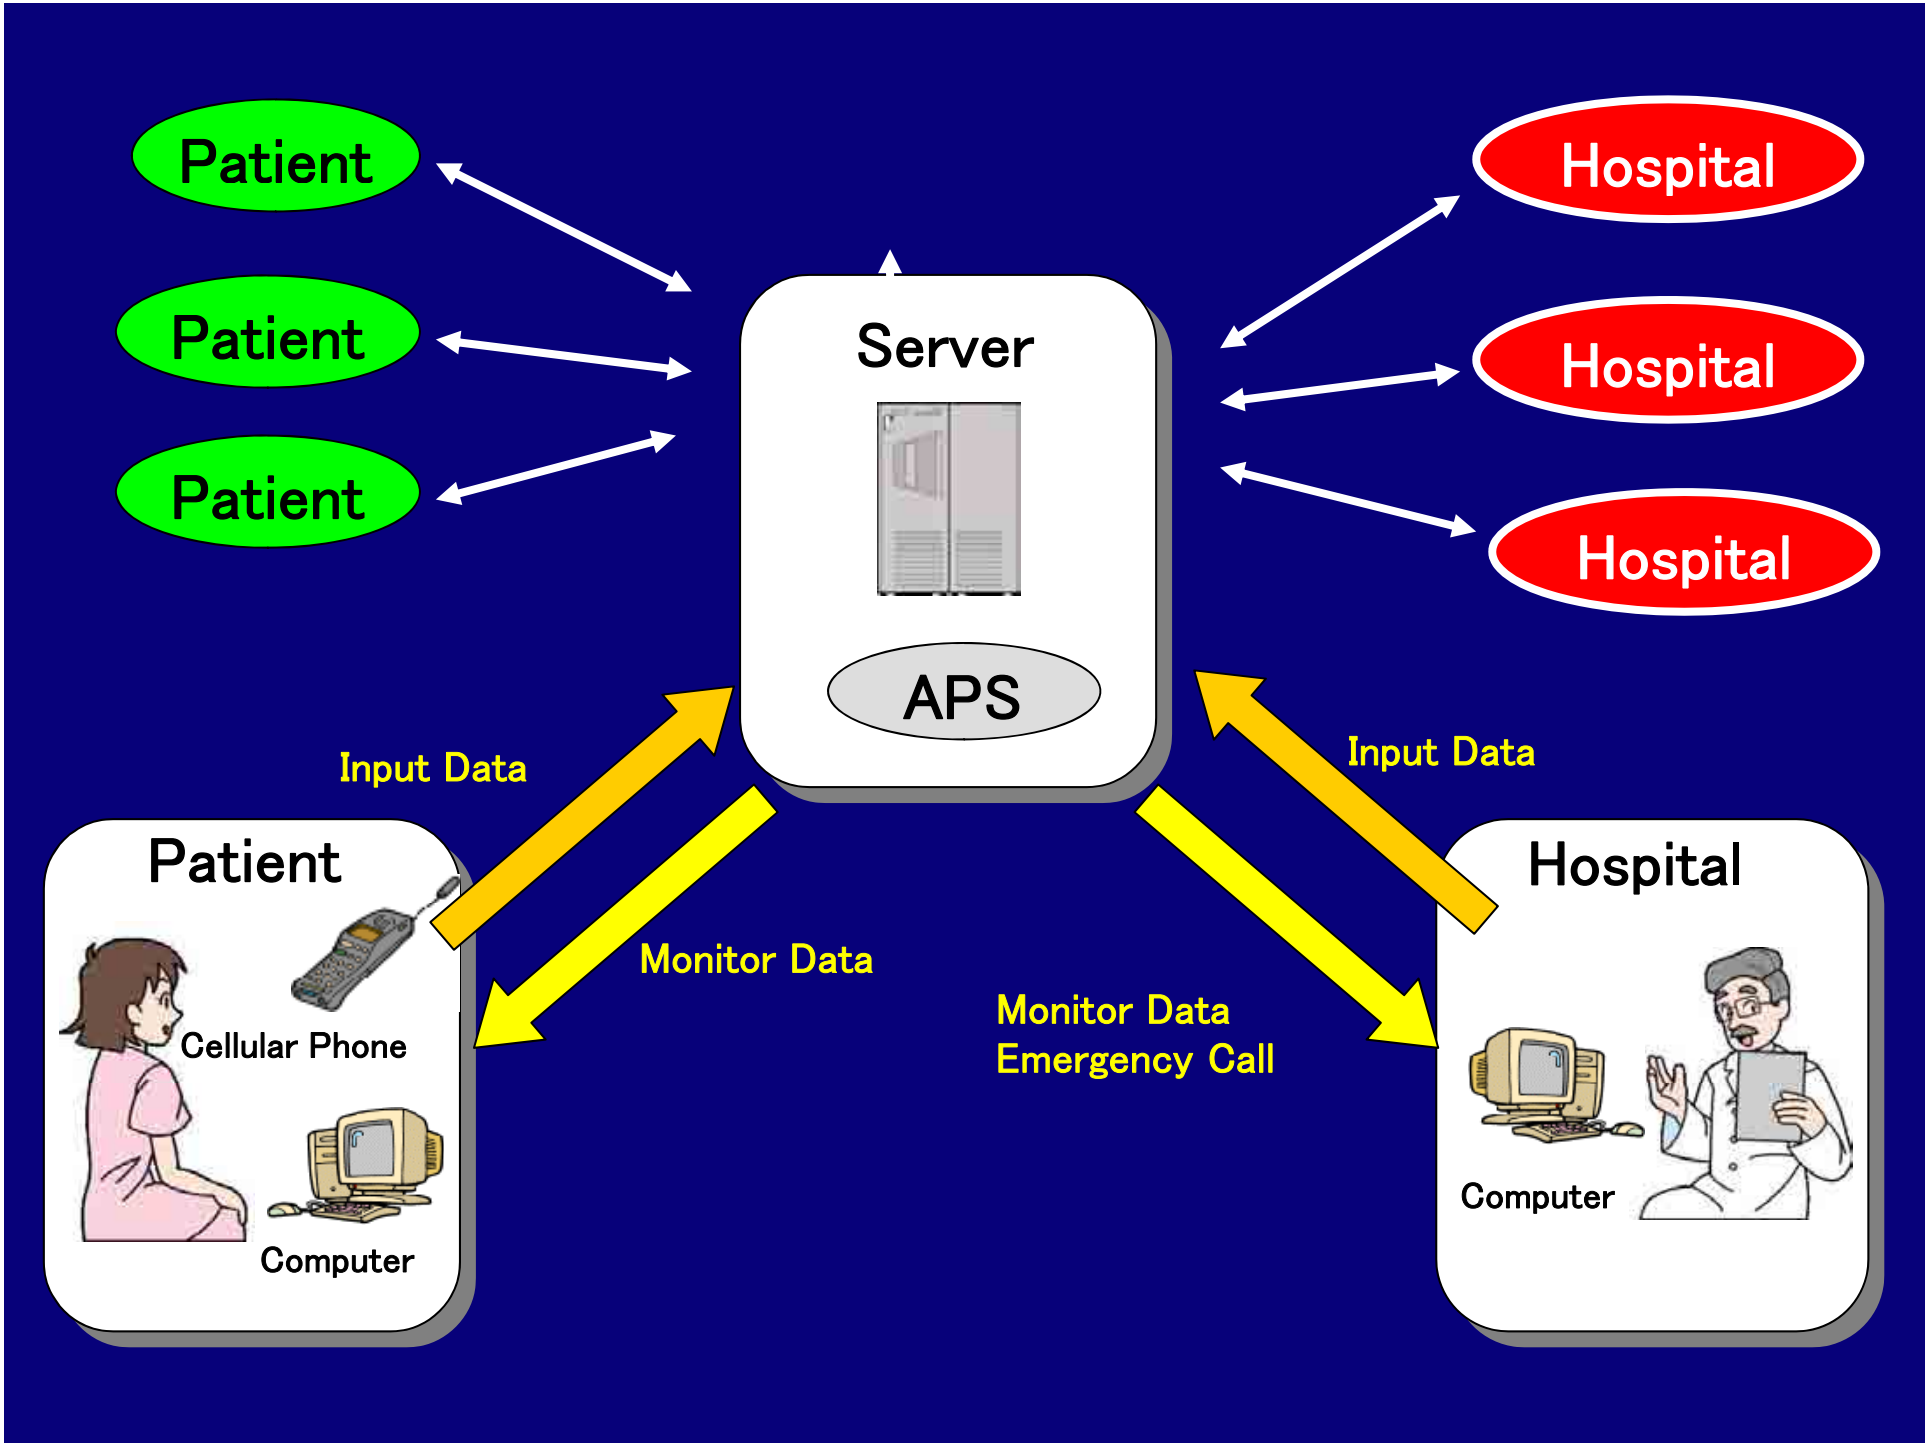 Patient
Patient
Patient
Server
APS
Hospital
Hospital
Hospital
Input Data
Monitor Data
Input Data
Monitor Data
Emergency Call
Patient
Cellular Phone
Computer
Hospital
Computer